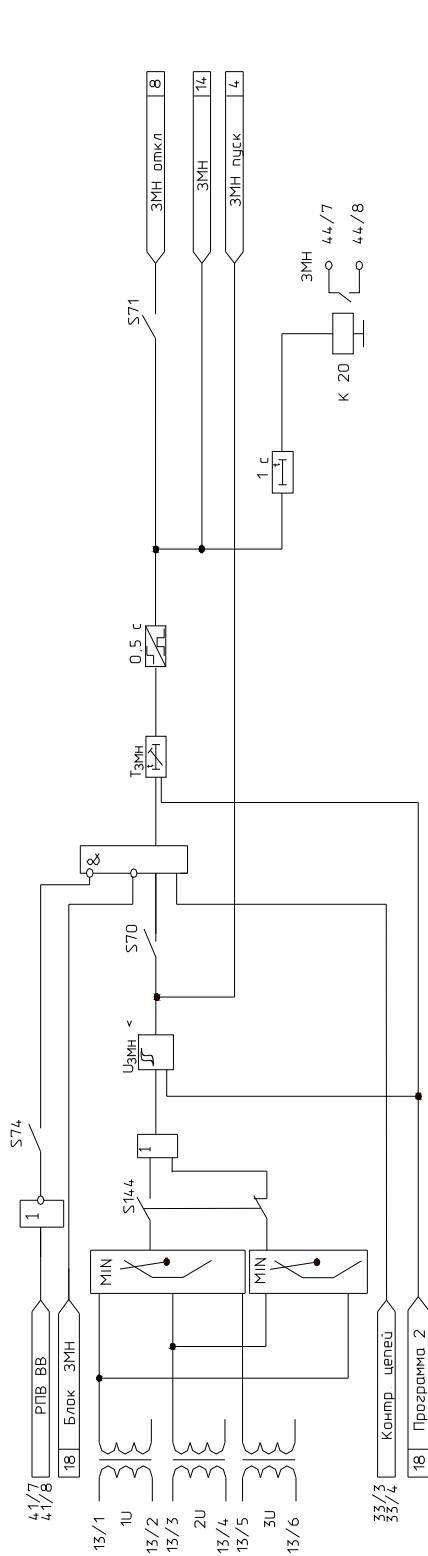 41/7
41/8
РПВ ВВ
1
S74
18 Блок ЗМН
13/1
1U
13/2
13/3
2U
13/4
13/5
3U
13/6
MIN
MIN
S144
1
UЗМН <
S70
&
TЗМН
t
0.5 с
S71
ЗМН откл 8
ЗМН 14
ЗМН пуск 4
1 с
t
К 20
ЗМН
44/7
44/8
33/3
33/4
Контр. цепей
18 Программа 2